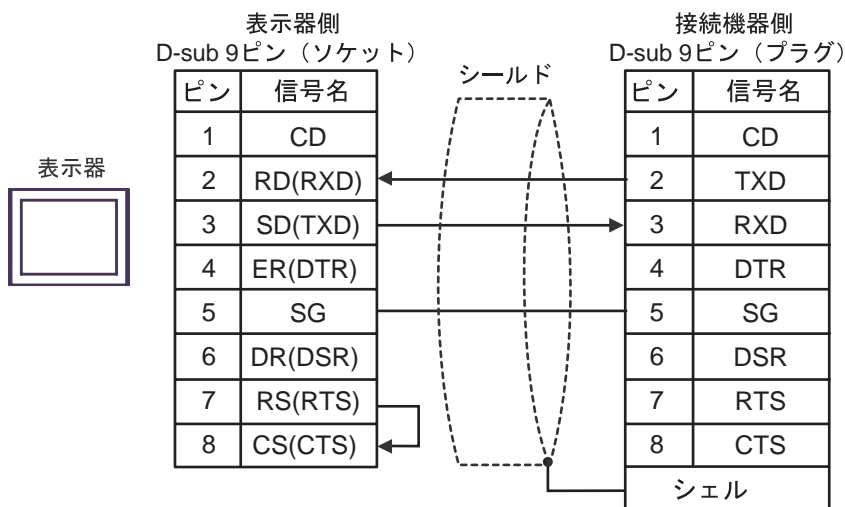 表示器側
D-sub 9ピン（ソケット）
ピン 信号名
1 CD
2 RD(RXD)
3 SD(TXD)
4 ER(DTR)
5 SG
6 DR(DSR)
7 RS(RTS)
8 CS(CTS)
表示器
シールド
接続機器側
D-sub 9ピン（プラグ）
ピン 信号名
1 CD
2 TXD
3 RXD
4 DTR
5 SG
6 DSR
7 RTS
8 CTS
シェル